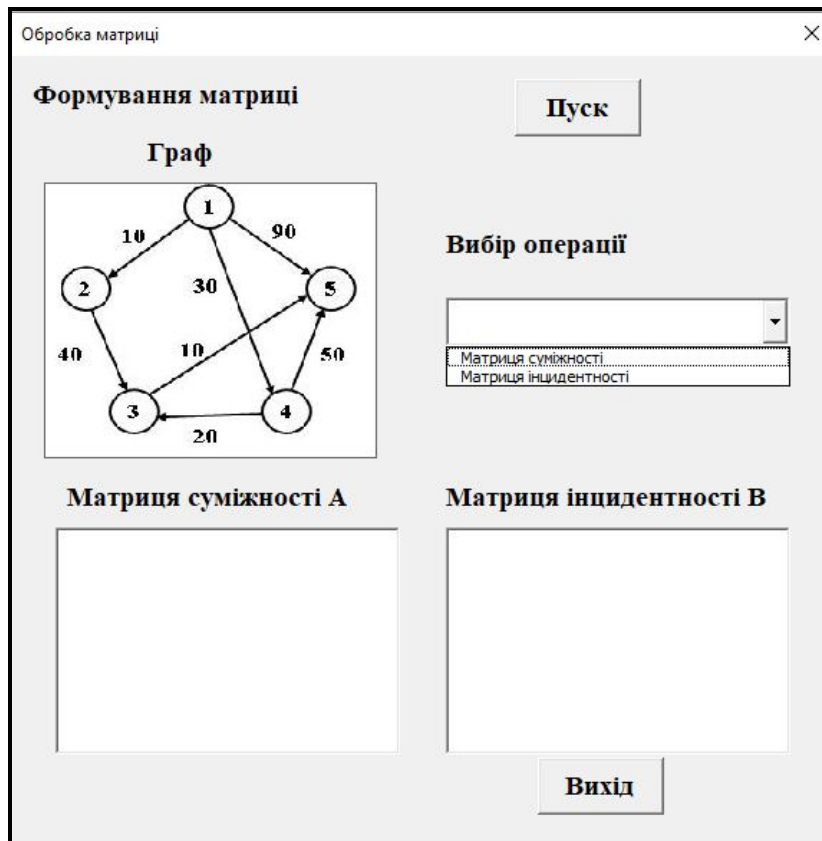 Обробка матриці
Формування матриці
Пуск
Граф
1
10
90
Вибір операції
2
30
5
40
10
50
Матриця суміжності
Матриця інцидентності
3
4
20
Матриця суміжності А
Матриця інцидентності В
Вихід